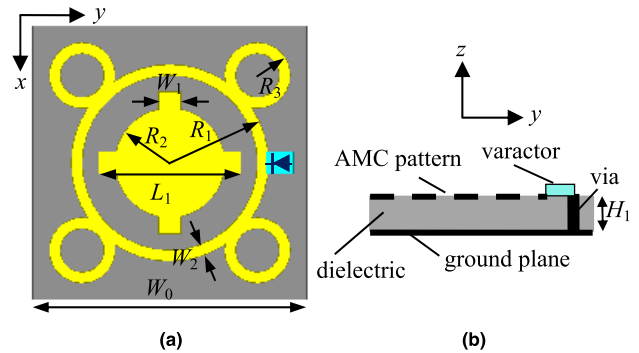 y
x
W₁
R₃
R₂
R₁
L₁
W₂
W₀
(a)
z
y
AMC pattern
varactor
via
H₁
dielectric
ground plane
(b)